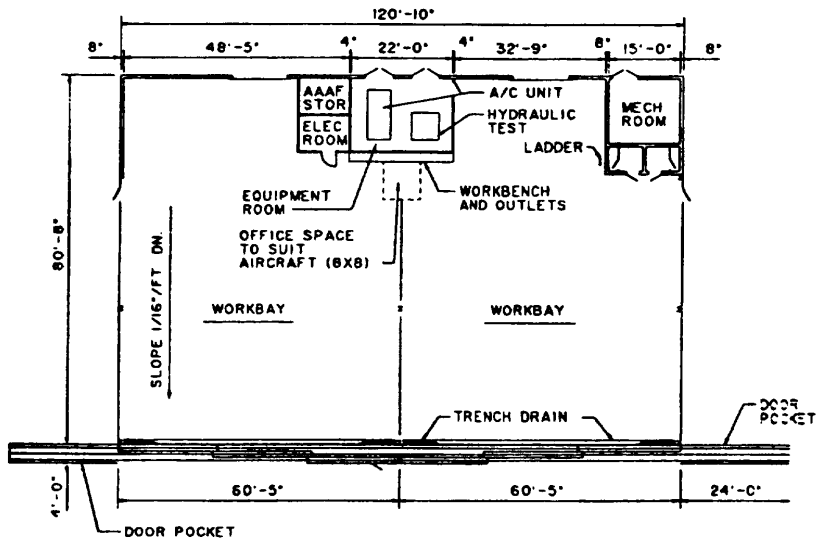 120'-10"
8" 48'-5" 4" 22'-0" 4" 32'-9" 8" 15'-0" 8"
AAAF
STOR
ELEC
ROOM
A/C UNIT
HYDRAULIC
TEST
MECH
ROOM
LADDER
EQUIPMENT
ROOM
WORKBENCH
AND OUTLETS
OFFICE SPACE
TO SUIT
AIRCRAFT (8X8)
80'-8"
SLOPE 1/16"/FT DN.
WORKBAY
WORKBAY
TRENCH DRAIN
DOOR
POCKET
4'-0"
60'-5" 60'-5" 24'-0"
DOOR POCKET